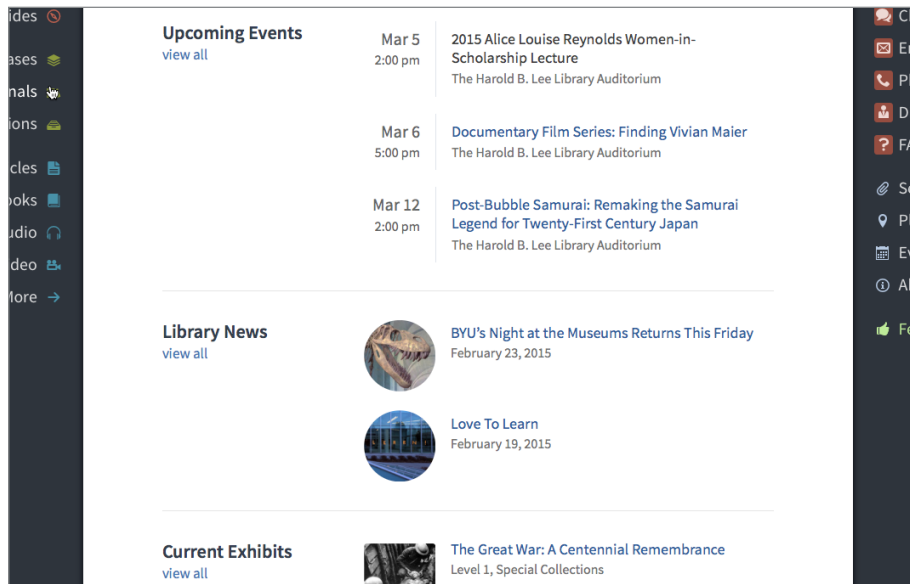 ides
ases
nals
ions
cles
ooks
udio
ideo
More
Upcoming Events
view all
Mar 5
2:00 pm
2015 Alice Louise Reynolds Women-in-
Scholarship Lecture
The Harold B. Lee Library Auditorium
Mar 6
5:00 pm
Documentary Film Series: Finding Vivian Maier
The Harold B. Lee Library Auditorium
Mar 12
2:00 pm
Post-Bubble Samurai: Remaking the Samurai
Legend for Twenty-First Century Japan
The Harold B. Lee Library Auditorium
Library News
view all
BYU's Night at the Museums Returns This Friday
February 23, 2015
Love To Learn
February 19, 2015
Current Exhibits
view all
The Great War: A Centennial Remembrance
Level 1, Special Collections